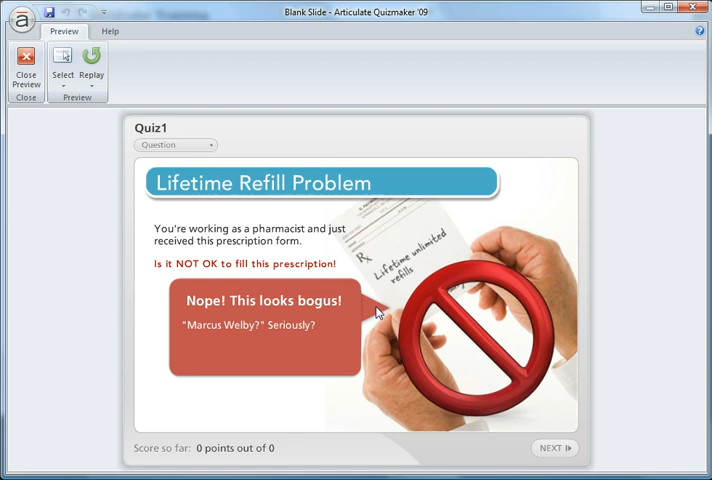 Blank Slide - Articulate Quizmaker '09
Preview
Help
Close Preview
Select
Replay
Close
Preview
Quiz1
Question
Lifetime Refill Problem
You're working as a pharmacist and just
received this prescription form.
Is it NOT OK to fill this prescription!
Nope! This looks bogus!
"Marcus Welby?" Seriously?
Rx
Lifetime unlimited
refills
Score so far: 0 points out of 0
NEXT